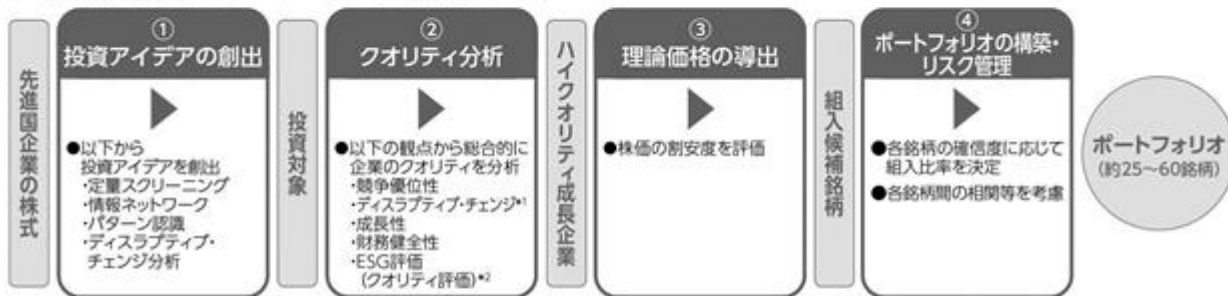 先進国企業の株式
①
投資アイデアの創出
●以下から
投資アイデアを創出
・定量スクリーニング
・情報ネットワーク
・パターン認識
・ディスラプティブ・
チェンジ分析
投資対象
②
クオリティ分析
●以下の観点から総合的に
企業のクオリティを分析
・競争優位性
・ディスラプティブ・チェンジ*1
・成長性
・財務健全性
・ESG評価
(クオリティ評価)*2
ハイクオリティ成長企業
③
理論価格の導出
●株価の割安度を評価
組入候補銘柄
④
ポートフォリオの構築・
リスク管理
●各銘柄の確信度に応じて
組入比率を決定
●各銘柄間の相関等を考慮
ポートフォリオ
(約25～60銘柄)